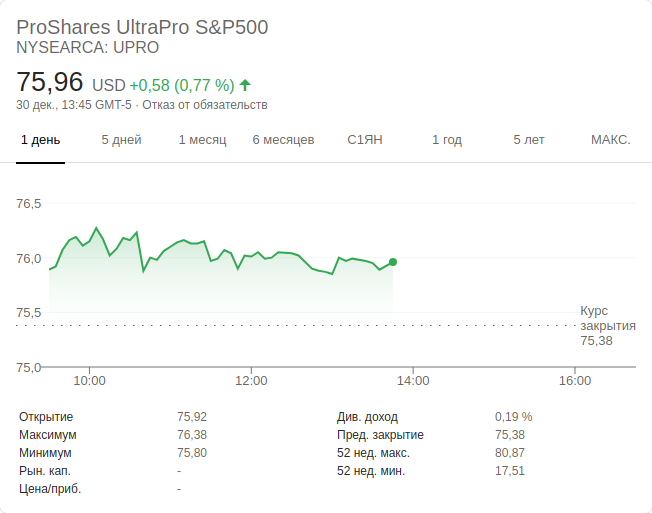 ProShares UltraPro S&P500
NYSEARCA: UPRO
75,96 USD +0,58 (0,77 %)
30 дек., 13:45 GMT-5 · Отказ от обязательств
1 день 5 дней 1 месяц 6 месяцев С1ЯН 1 год 5 лет МАКС.
76,5
76,0
75,5
Курс
закрытия
75,38
75,0
10:00 12:00 14:00 16:00
Открытие 75,92 Див. доход 0,19 %
Максимум 76,38 Пред. закрытие 75,38
Минимум 75,80 52 нед. макс. 80,87
Рын. кап. - 52 нед. мин. 17,51
Цена/приб. -